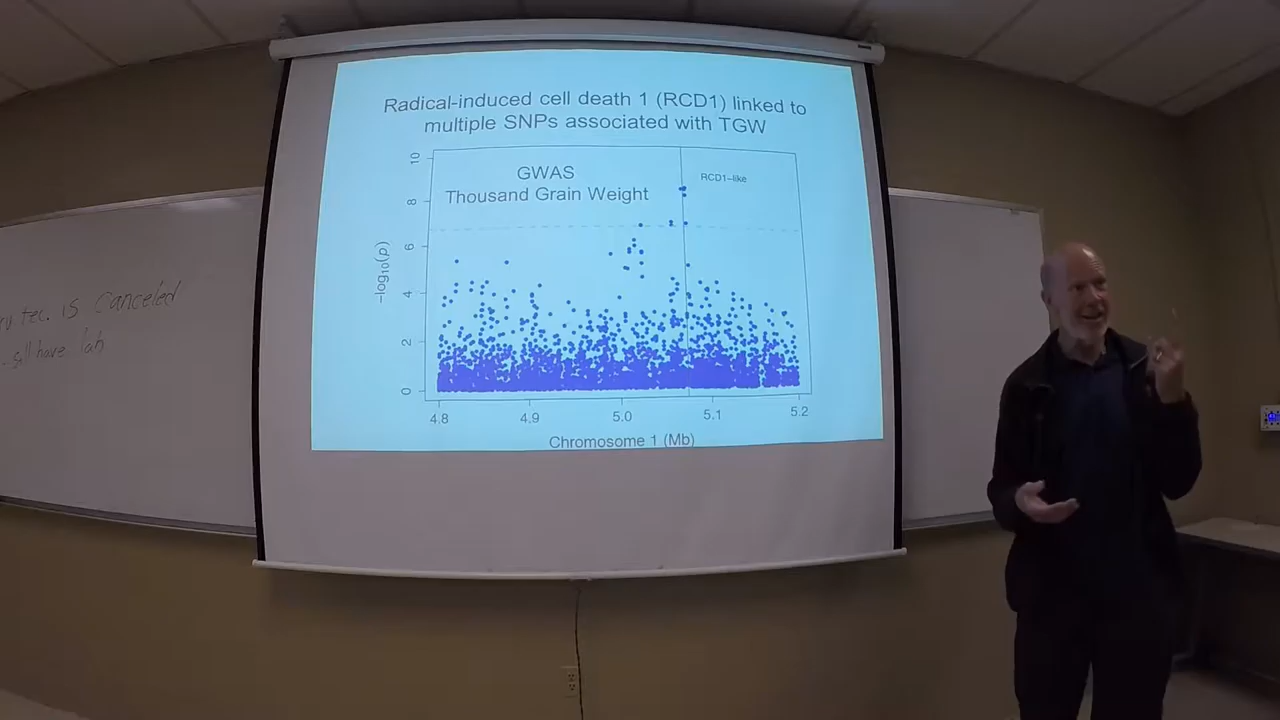 Radical-induced cell death 1 (RCD1) linked to
multiple SNPs associated with TGW
GWAS
Thousand Grain Weight
RCD1-like
10
8
6
4
2
0
-log10(p)
4.8 4.9 5.0 5.1 5.2
Chromosome 1 (Mb)
tec. is canceled
have lab